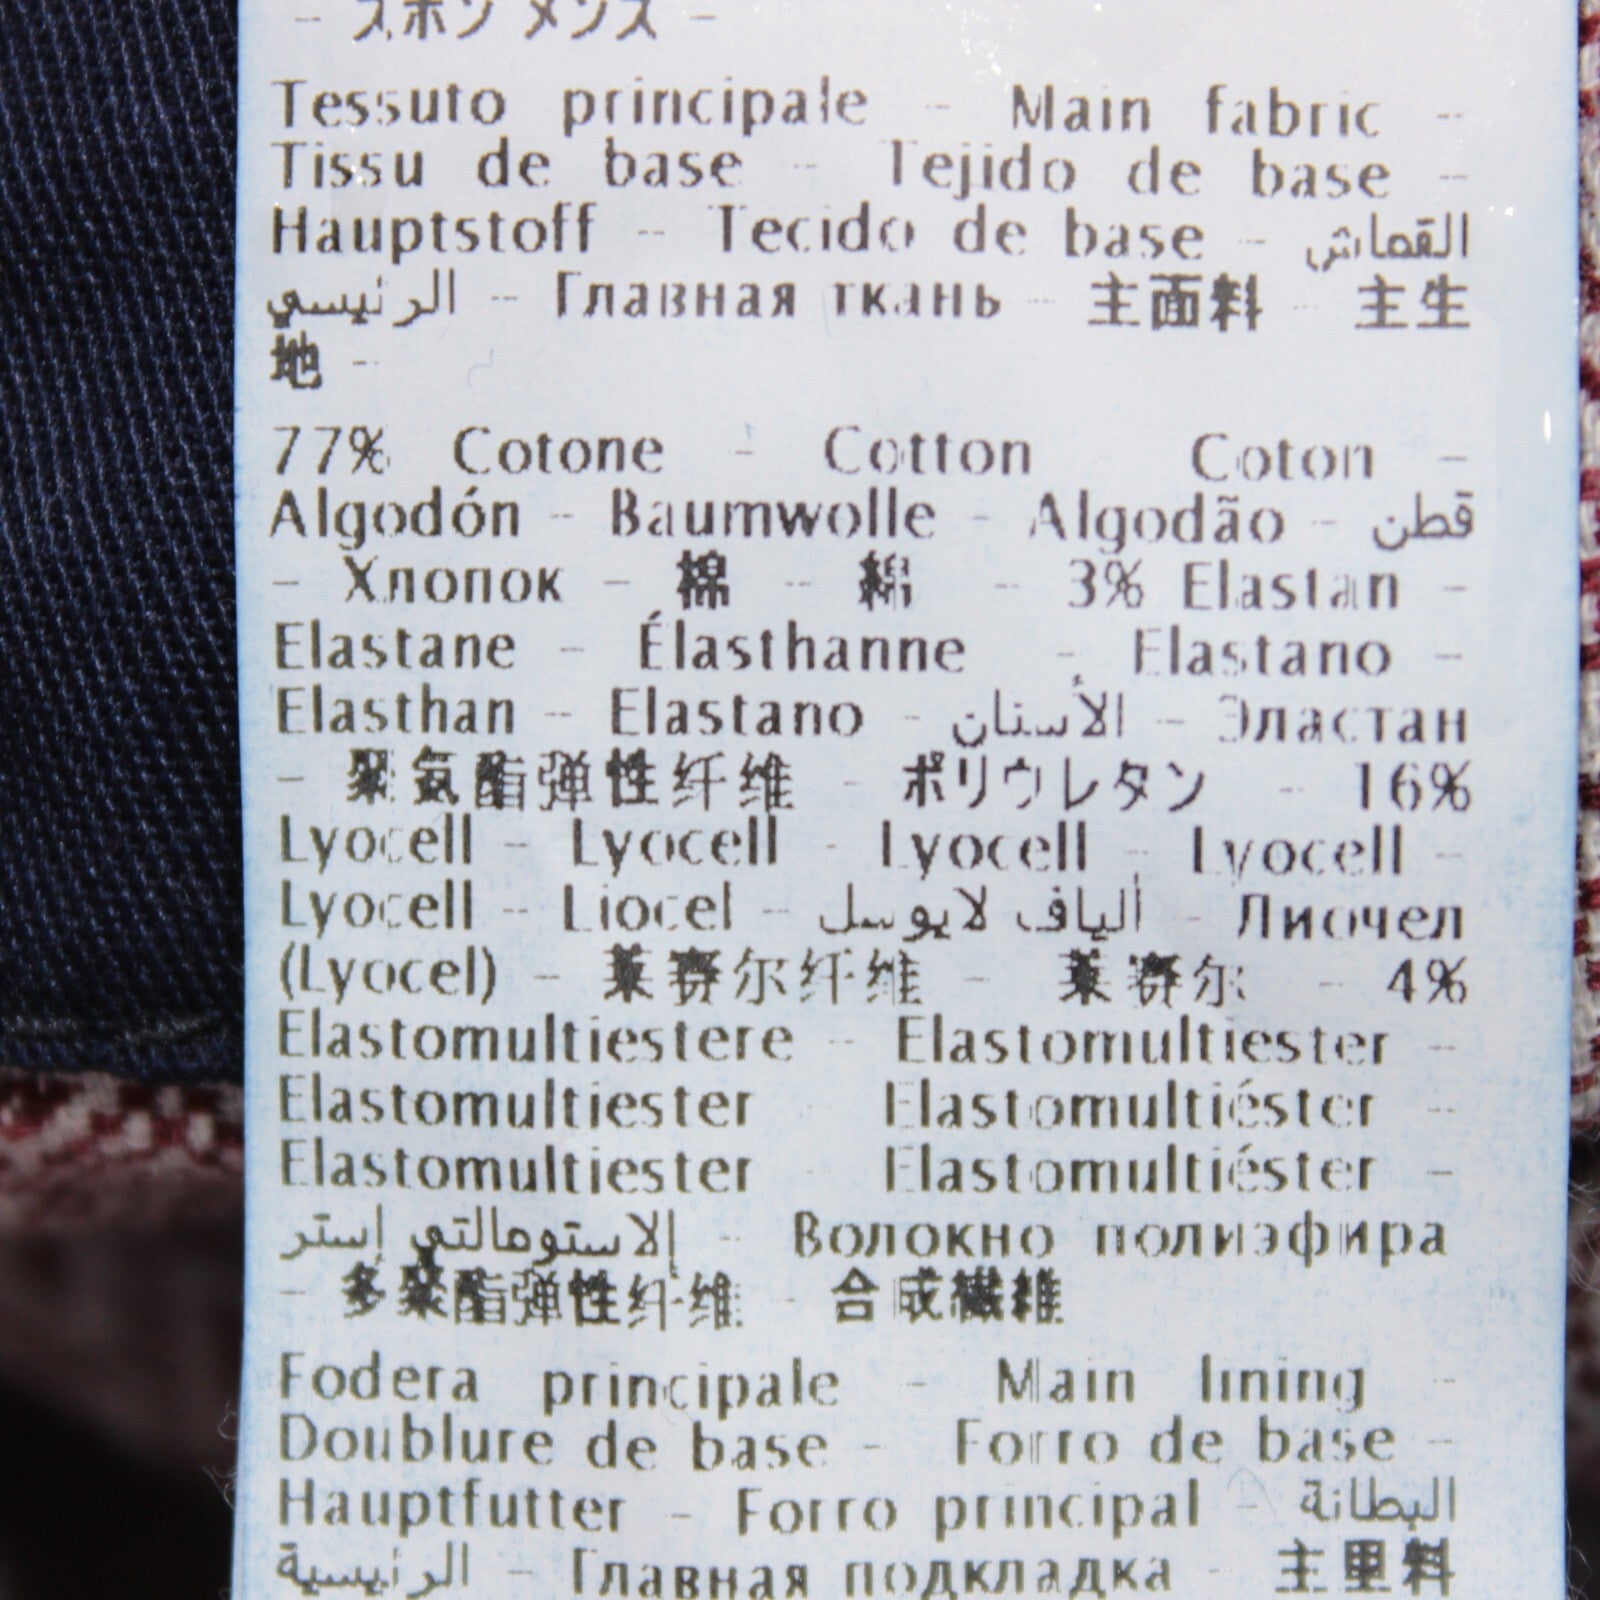 - ズボン メンズ -
Tessuto principale - Main fabric -
Tissu de base - Tejido de base -
Hauptstoff - Tecido de base - القماش
الرئيسي - Главная ткань - 主面料 - 主生
地 -
77% Cotone - Cotton Coton -
Algodón - Baumwolle - Algodão - قطن
- Хлопок - 棉 - 綿 - 3% Elastan -
Elastane - Élasthanne - Elastano -
Elasthan - Elastano - الأستان - Эластан
- 聚氨酯弹性纤维 - ポリウレタン - 16%
Lyocell - Lyocell - Lyocell - Lyocell -
Lyocell - Liocel - ألياف لايوسل - Лиочел
(Lyocel) - 莱赛尔纤维 - 莱赛尔 - 4%
Elastomultiestere - Elastomultiester -
Elastomultiester Elastomultiéster -
Elastomultiester Elastomultiéster -
إلاستومالتي إستر - Волокно полиэфира
- 多聚酯弹性纤维 - 合成繊維
Fodera principale - Main lining -
Doublure de base - Forro de base -
Hauptfutter - Forro principal - البطانة
الرئيسية - Главная подкладка - 主里料